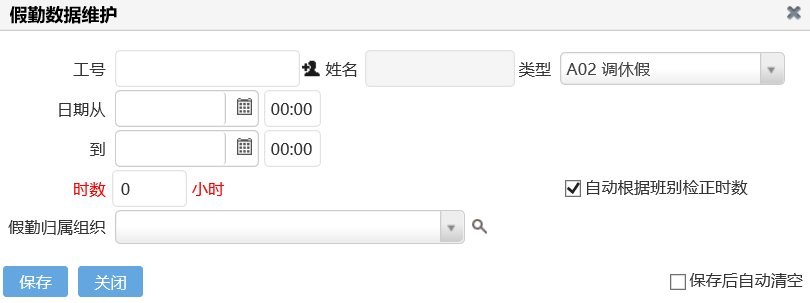 假勤数据维护
工号 姓名 类型 A02 调休假
日期从 00:00
到 00:00
时数 0 小时 自动根据班别检正时数
假勤归属组织
保存 关闭 保存后自动清空